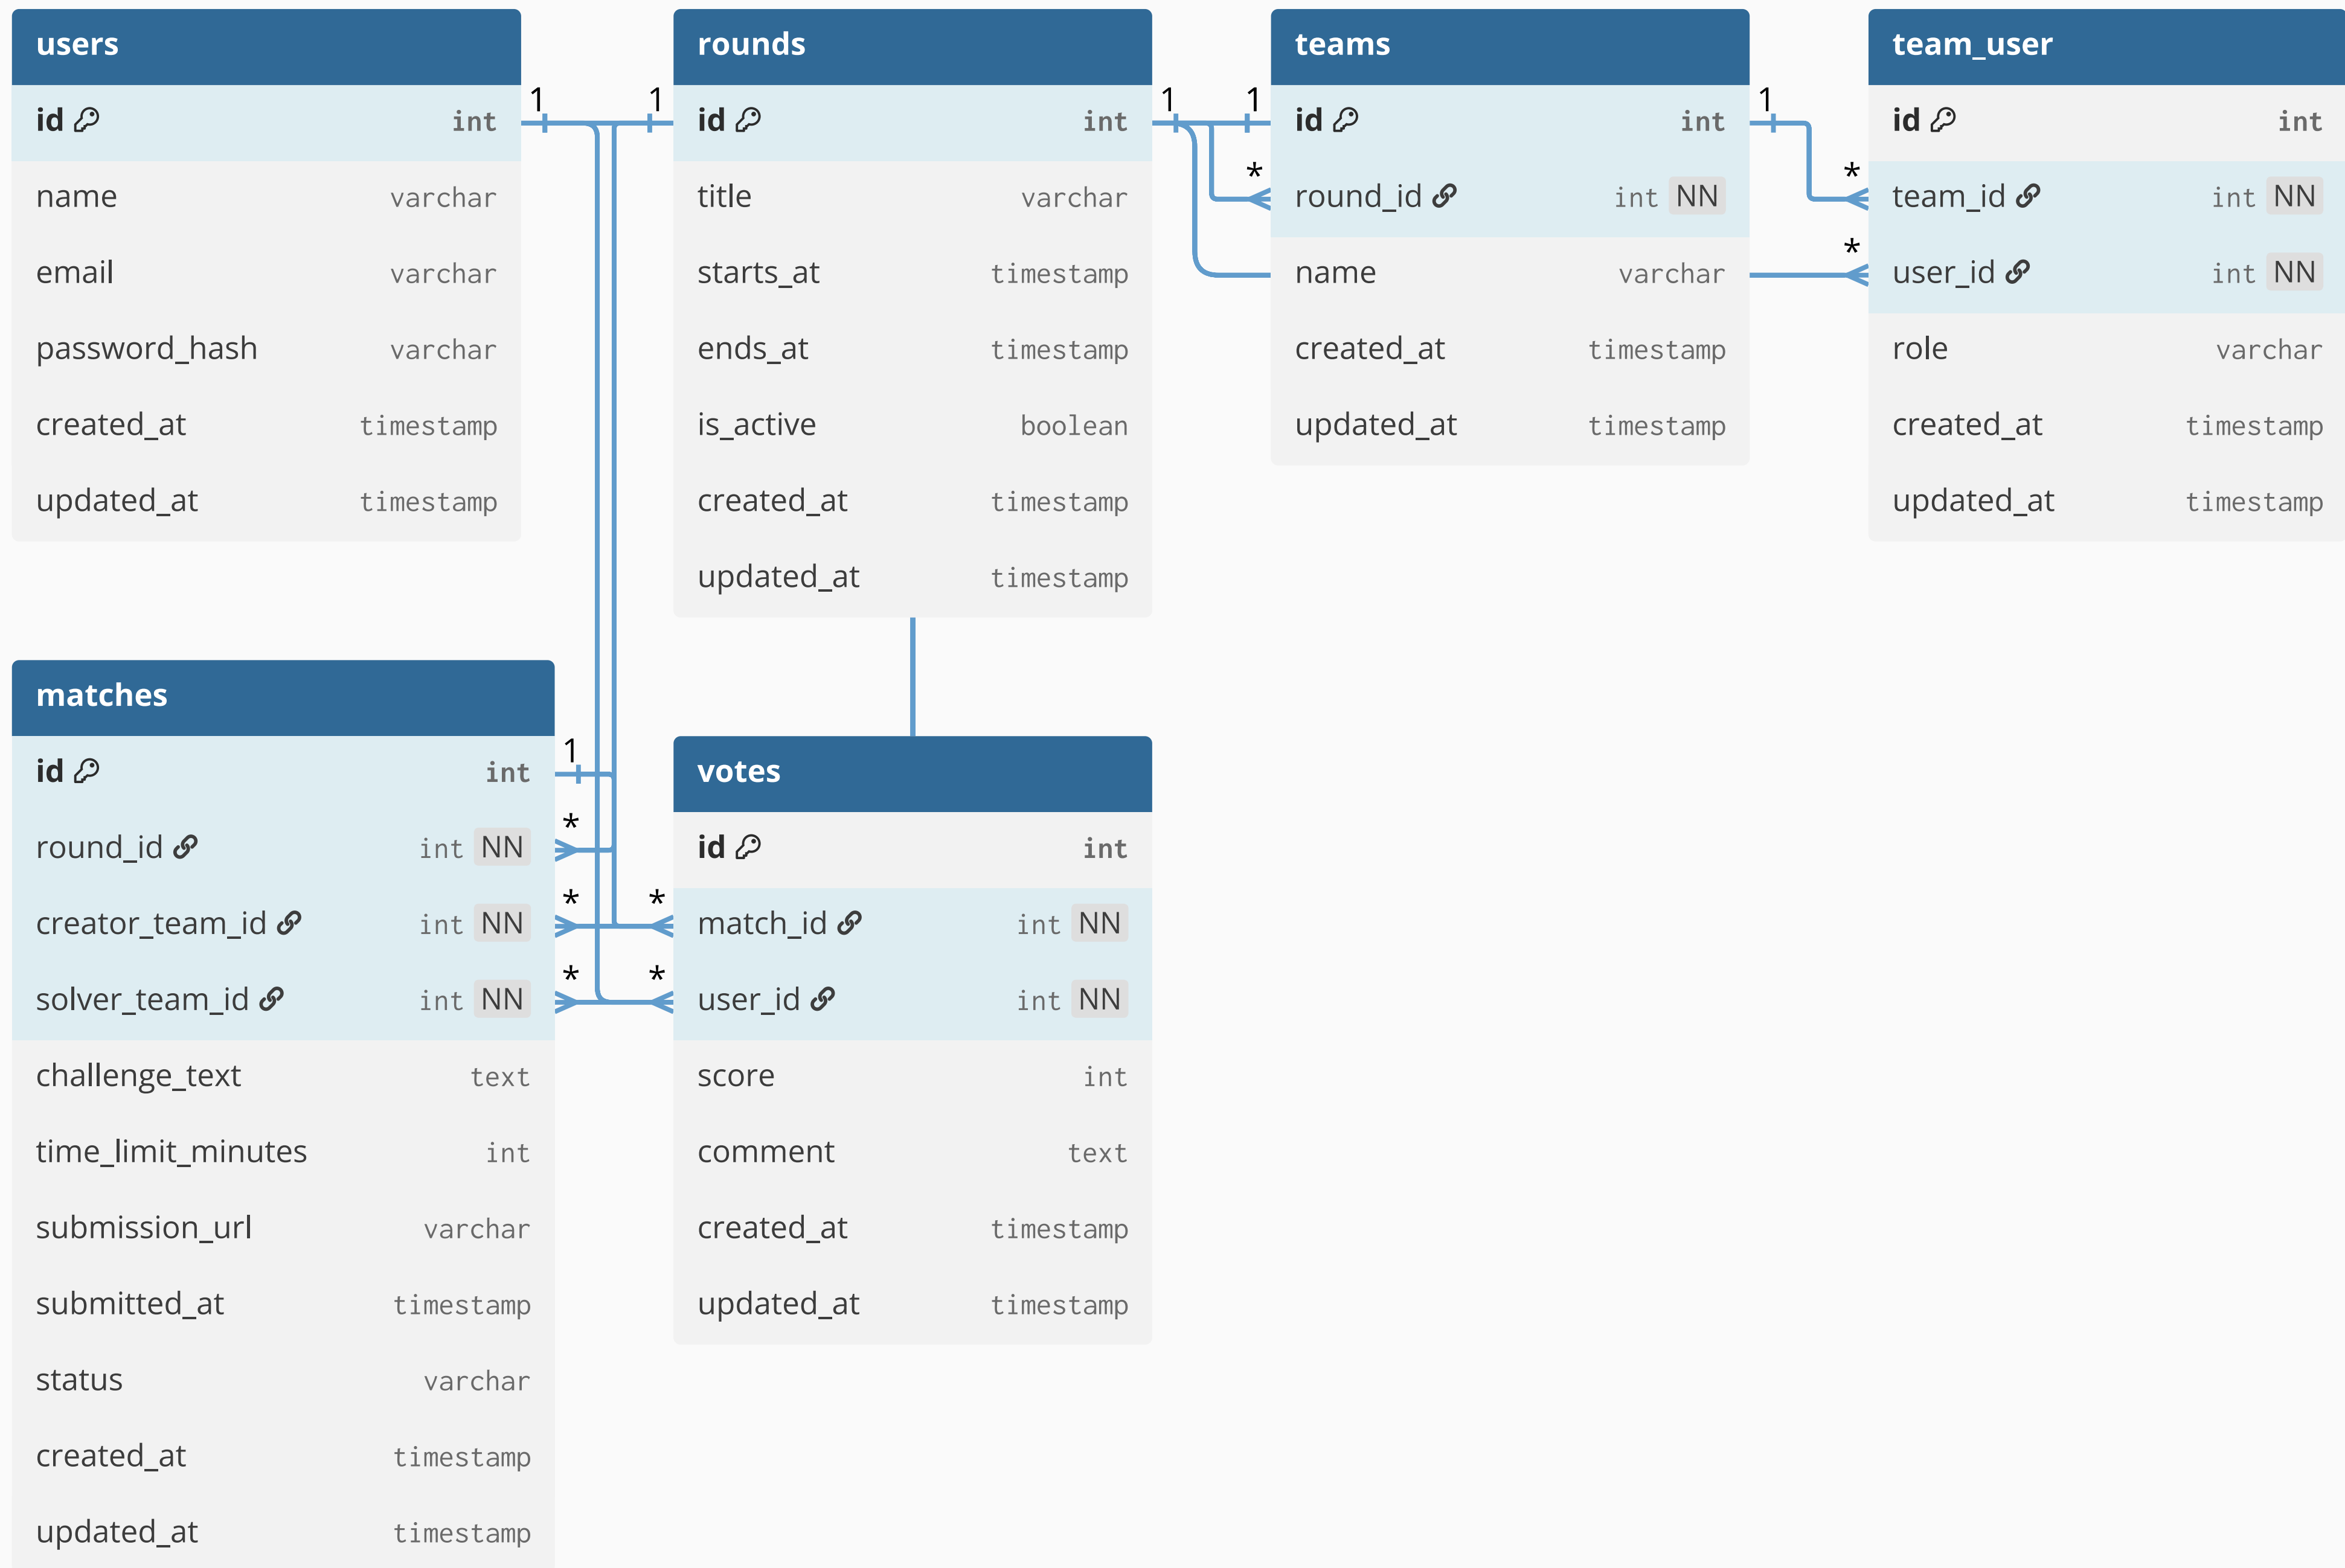 users
id int
name varchar
email varchar
password_hash varchar
created_at timestamp
updated_at timestamp
1
1
rounds
id int
title varchar
starts_at timestamp
ends_at timestamp
is_active boolean
created_at timestamp
updated_at timestamp
1
1
*
teams
id int
round_id int NN
name varchar
created_at timestamp
updated_at timestamp
1
*
*
team_user
id int
team_id int NN
user_id int NN
role varchar
created_at timestamp
updated_at timestamp
matches
id int
round_id int NN
creator_team_id int NN
solver_team_id int NN
challenge_text text
time_limit_minutes int
submission_url varchar
submitted_at timestamp
status varchar
created_at timestamp
updated_at timestamp
1
*
*
*
*
*
votes
id int
match_id int NN
user_id int NN
score int
comment text
created_at timestamp
updated_at timestamp